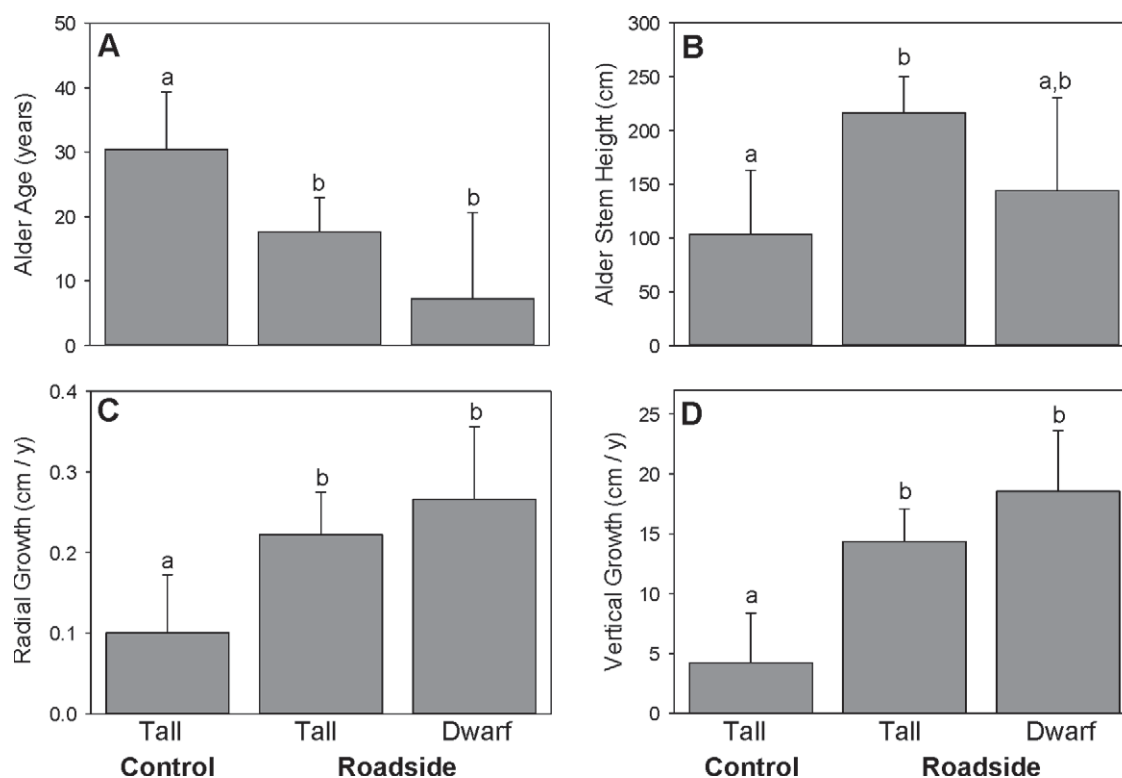 A
Alder Age (years)
50
40
30
20
10
0
a
b
b
B
Alder Stem Height (cm)
300
250
200
150
100
50
0
a
b
a,b
C
Radial Growth (cm / y)
0.4
0.3
0.2
0.1
0.0
a
b
b
Tall
Tall
Dwarf
Control
Roadside
D
Vertical Growth (cm / y)
25
20
15
10
5
0
a
b
b
Tall
Tall
Dwarf
Control
Roadside